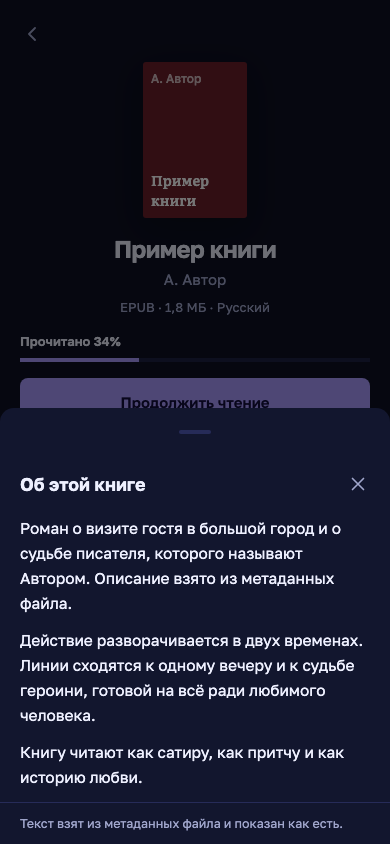 А. Автор
Пример
книги
Пример книги
А. Автор
EPUB · 1,8 МБ · Русский
Прочитано 34%
Продолжить чтение
Об этой книге
Роман о визите гостя в большой город и о
судьбе писателя, которого называют
Автором. Описание взято из метаданных
файла.
Действие разворачивается в двух временах.
Линии сходятся к одному вечеру и к судьбе
героини, готовой на всё ради любимого
человека.
Книгу читают как сатиру, как притчу и как
историю любви.
Текст взят из метаданных файла и показан как есть.